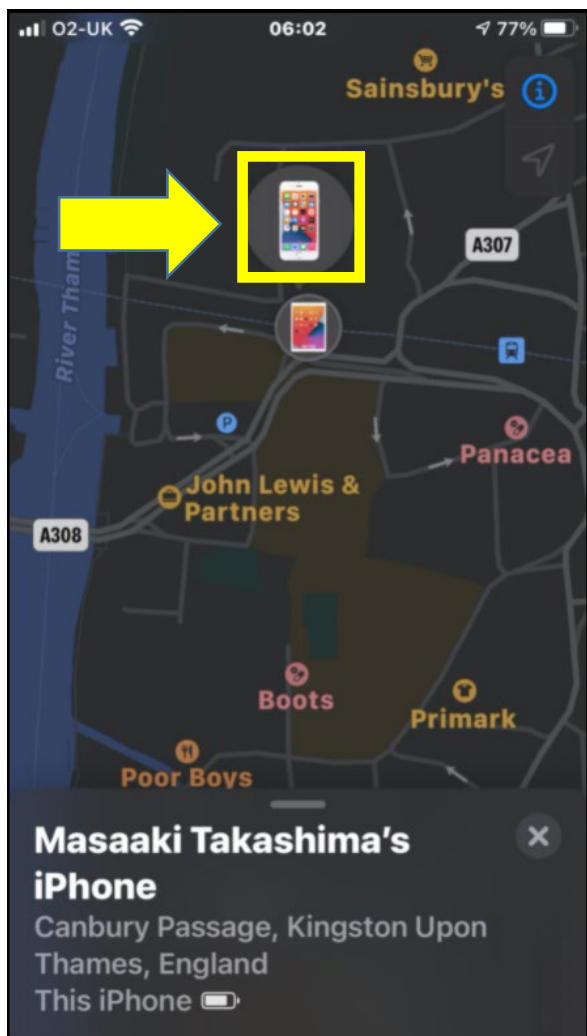 O2-UK 06:02 77%
Sainsbury's
A307
River Tham
P
Panacea
John Lewis &
Partners
A308
Boots
Primark
Poor Boys
Masaaki Takashima's
iPhone
Canbury Passage, Kingston Upon
Thames, England
This iPhone